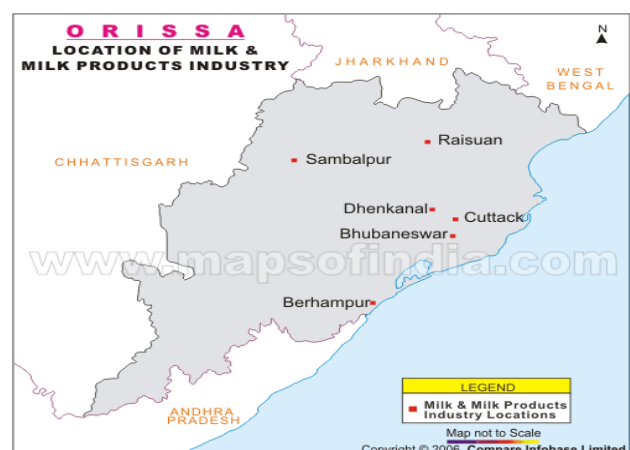 ORISSA
LOCATION OF MILK &
MILK PRODUCTS INDUSTRY
N
JHARKHAND
WEST
BENGAL
CHHATTISGARH
Raisuan
Sambalpur
Dhenkanal
Cuttack
Bhubaneswar
www.mapsofindia.com
Berhampur
ANDHRA
PRADESH
LEGEND
Milk & Milk Products
Industry Locations
Map not to Scale
Copyright © 2006 Compare Infobase Limited